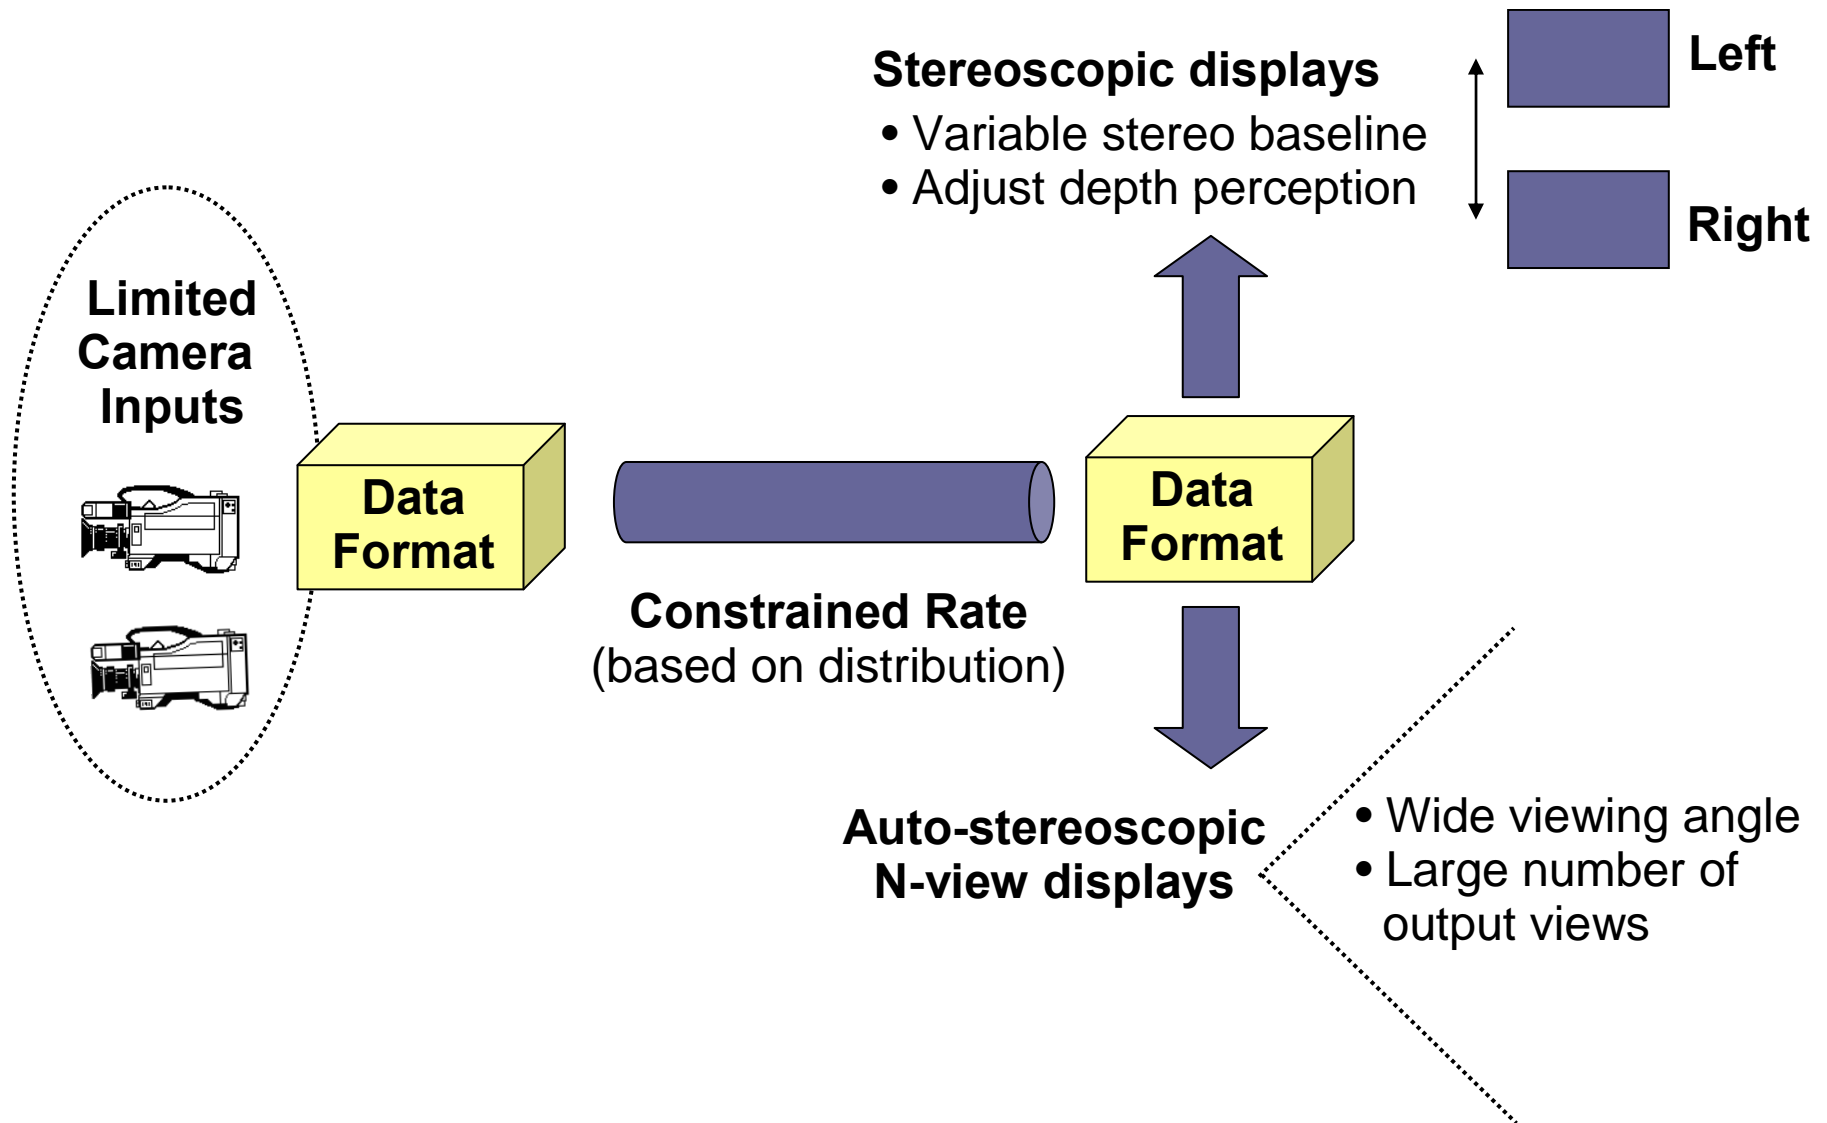 Stereoscopic displays
• Variable stereo baseline
• Adjust depth perception
Left
Right
Limited
Camera
Inputs
Data
Format
Constrained Rate
(based on distribution)
Data
Format
Auto-stereoscopic
N-view displays
• Wide viewing angle
• Large number of
output views